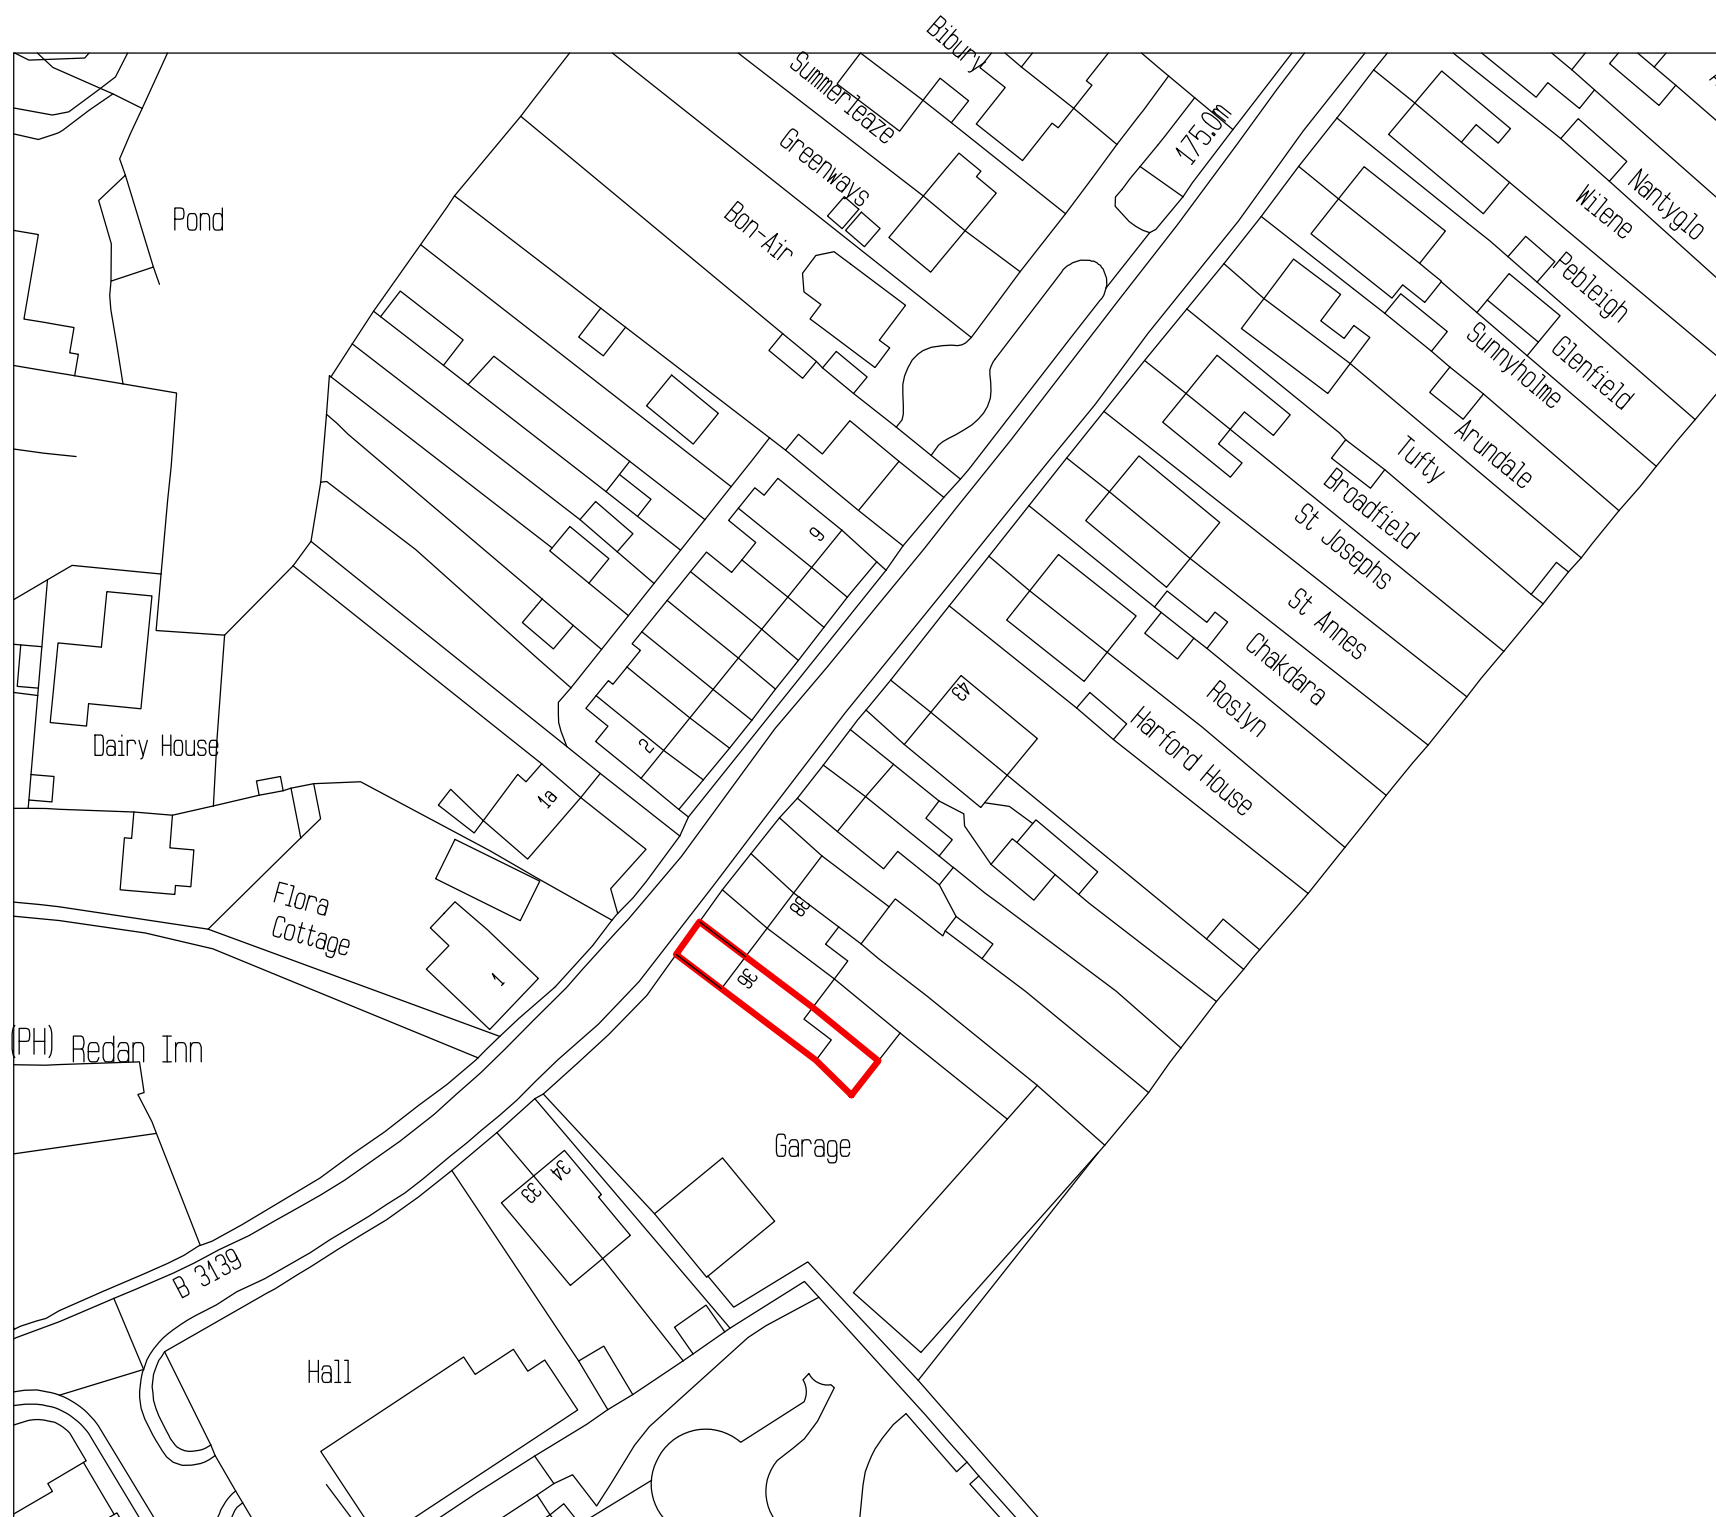 Bibury
Summerleaze
175.0m
Greenways
Bon-Air
Pond
Nantyglo
Wilene
Pebleigh
Glenfield
Sunnyholme
Arundale
Tufty
Broadfield
St Josephs
St Annes
Chakdara
Roslyn
Harford House
9
43
2
1a
Dairy House
Flora
Cottage
38
36
1
(PH) Redan Inn
Garage
34
33
B 3139
Hall